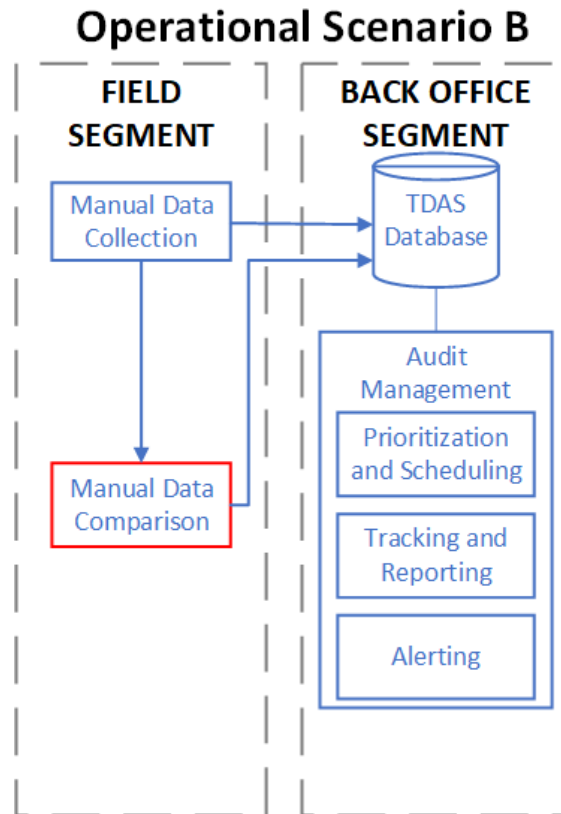 Operational Scenario B
FIELD
SEGMENT
Manual Data
Collection
Manual Data
Comparison
BACK OFFICE
SEGMENT
TDAS
Database
Audit
Management
Prioritization
and Scheduling
Tracking and
Reporting
Alerting